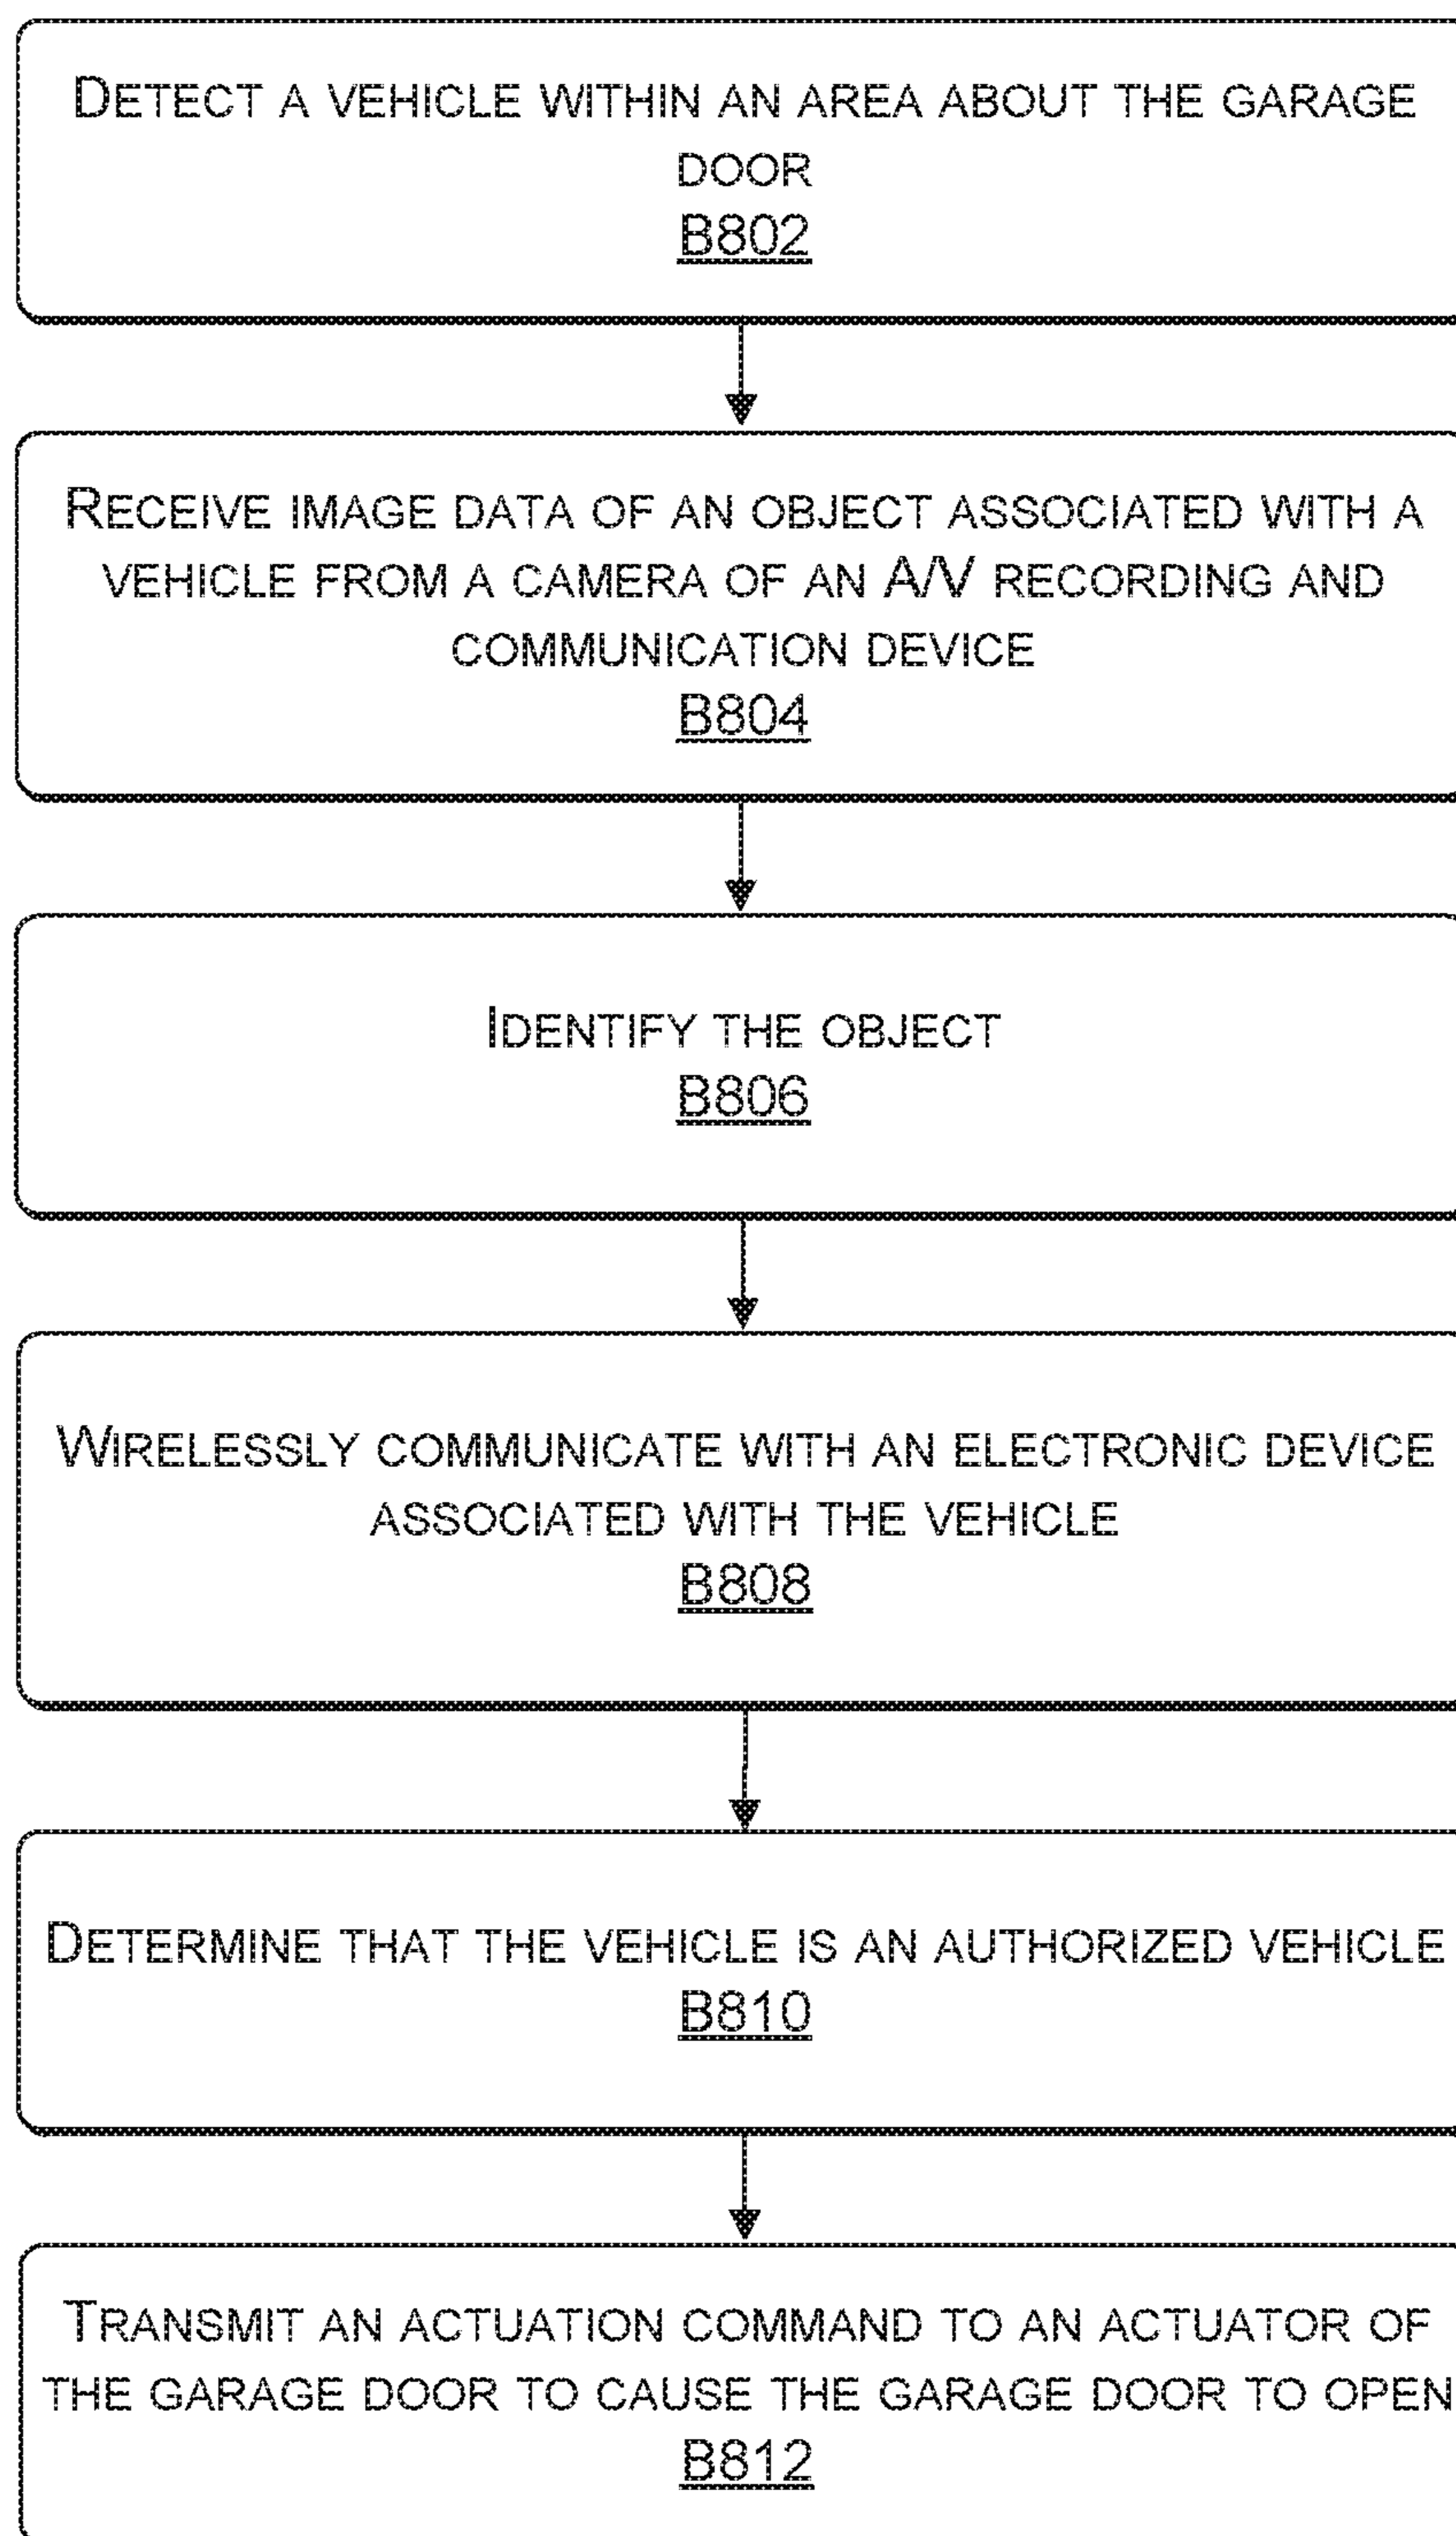 DETECT A VEHICLE WITHIN AN AREA ABOUT THE GARAGE
DOOR
B802
RECEIVE IMAGE DATA OF AN OBJECT ASSOCIATED WITH A
VEHICLE FROM A CAMERA OF AN A/V RECORDING AND
COMMUNICATION DEVICE
B804
IDENTIFY THE OBJECT
B806
WIRELESSLY COMMUNICATE WITH AN ELECTRONIC DEVICE
ASSOCIATED WITH THE VEHICLE
B808
DETERMINE THAT THE VEHICLE IS AN AUTHORIZED VEHICLE
B810
TRANSMIT AN ACTUATION COMMAND TO AN ACTUATOR OF
THE GARAGE DOOR TO CAUSE THE GARAGE DOOR TO OPEN
B812